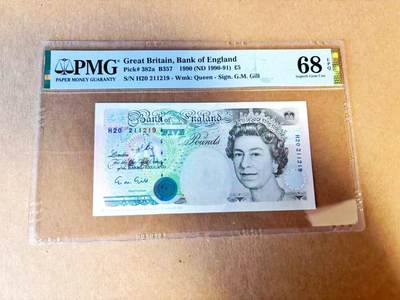 PMG
PAPER MONEY GUARANTY
Great Britain, Bank of England
Pick# 382a B357 1990 (ND 1990-91) £5
S/N H20 211219 - Wmk: Queen - Sign. G.M. Gill
68 EPQ
Superb Gem Unc
Bank of England
H20 211219
FIVE
Pounds
London
H20 211219